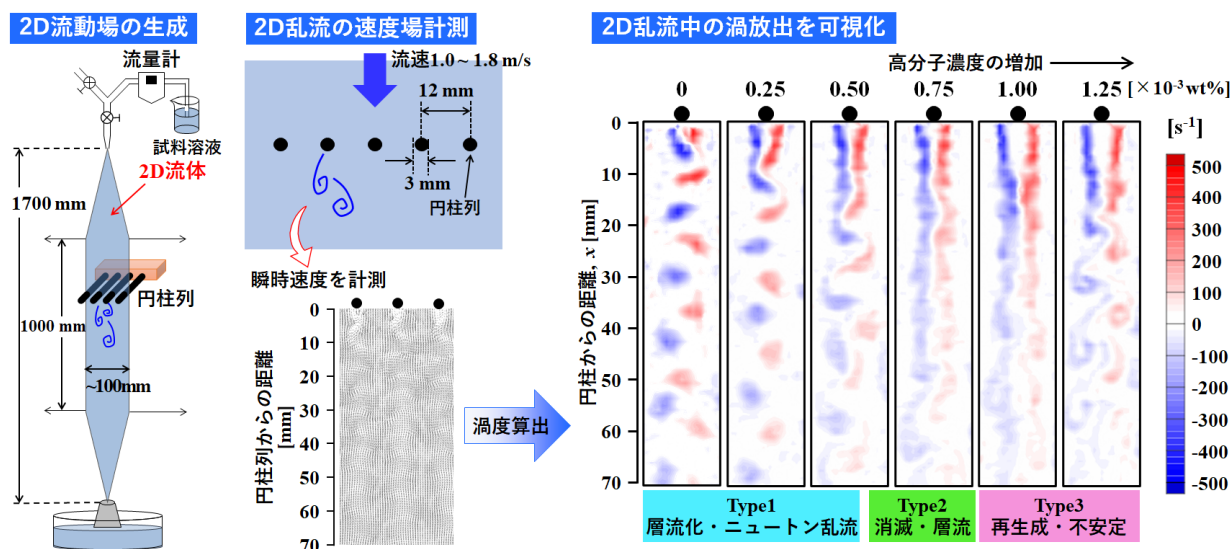 2D流動場の生成
流量計
試料溶液
2D流体
1700 mm
円柱列
1000 mm
~100mm
2D乱流の速度場計測
流速1.0 ~ 1.8 m/s
12 mm
3 mm
円柱列
瞬時速度を計測
円柱列からの距離
[mm]
0
10
20
30
40
50
60
70
渦度算出
2D乱流中の渦放出を可視化
高分子濃度の増加
0 0.25 0.50 0.75 1.00 1.25 [×10-³ wt%]
円柱からの距離, x [mm]
0
10
20
30
40
50
60
70
[s⁻¹]
500
400
300
200
100
0
-100
-200
-300
-400
-500
Type1
層流化・ニュートン乱流
Type2
消滅・層流
Type3
再生成・不安定